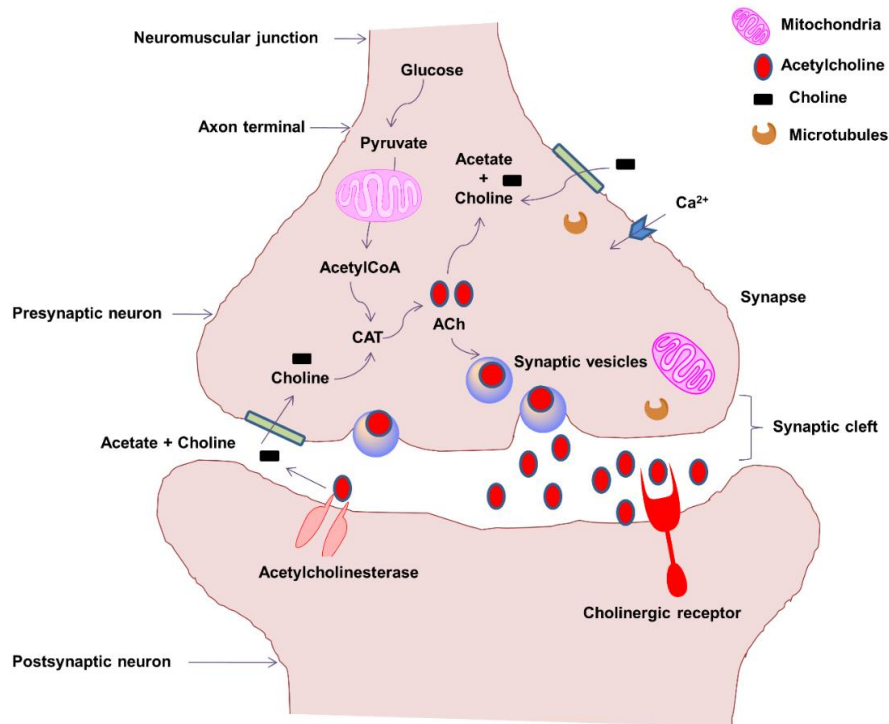 Neuromuscular junction
Mitochondria
Glucose
Acetylcholine
Choline
Axon terminal
Pyruvate
Microtubules
Acetate
+
Choline
Ca²⁺
AcetylCoA
Synapse
Presynaptic neuron
ACh
CAT
Synaptic vesicles
Choline
Synaptic cleft
Acetate + Choline
Acetylcholinesterase
Cholinergic receptor
Postsynaptic neuron